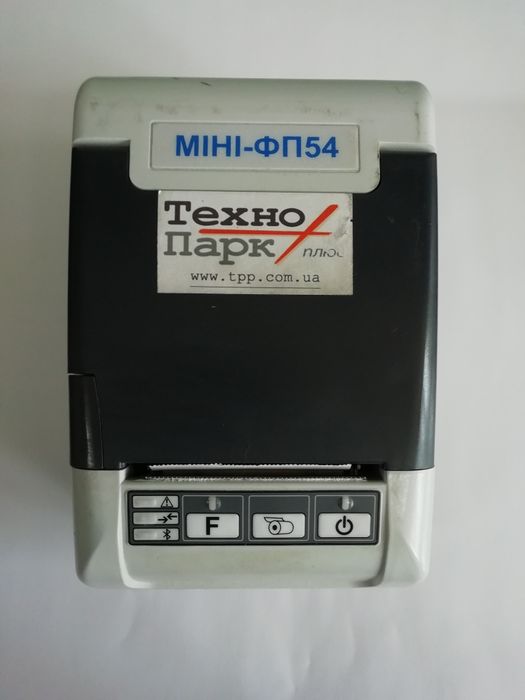 МІНІ-ФП54
Техно
Парк
плюс
www.tpp.com.ua
F